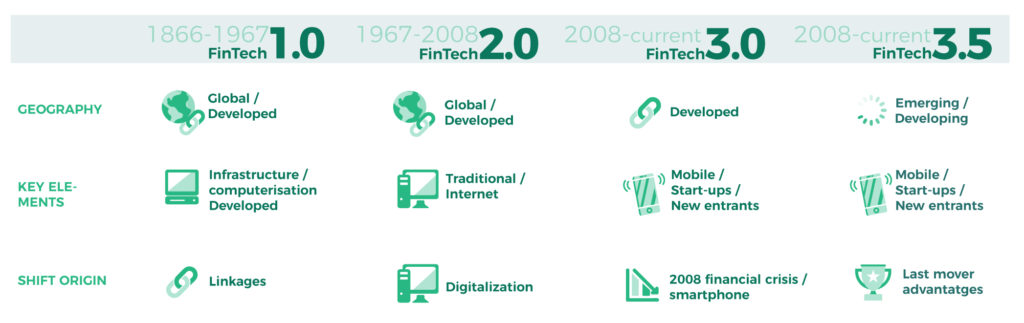 1866-1967 FinTech 1.0
1967-2008 FinTech 2.0
2008-current FinTech 3.0
2008-current FinTech 3.5
GEOGRAPHY
Global /
Developed
Global /
Developed
Developed
Emerging /
Developing
KEY ELE-
MENTS
Infrastructure /
computerisation
Developed
Traditional /
Internet
Mobile /
Start-ups /
New entrants
Mobile /
Start-ups /
New entrants
SHIFT ORIGIN
Linkages
Digitalization
2008 financial crisis /
smartphone
Last mover
advantatges